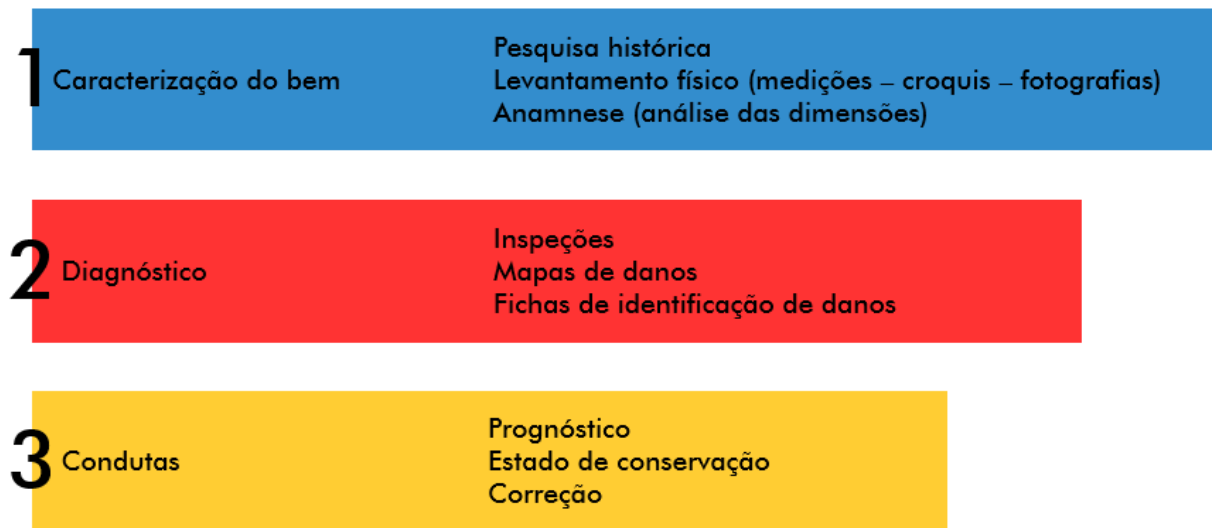 1 Caracterização do bem
Pesquisa histórica
Levantamento físico (medições – croquis – fotografias)
Anamnese (análise das dimensões)
2 Diagnóstico
Inspeções
Mapas de danos
Fichas de identificação de danos
3 Condutas
Prognóstico
Estado de conservação
Correção